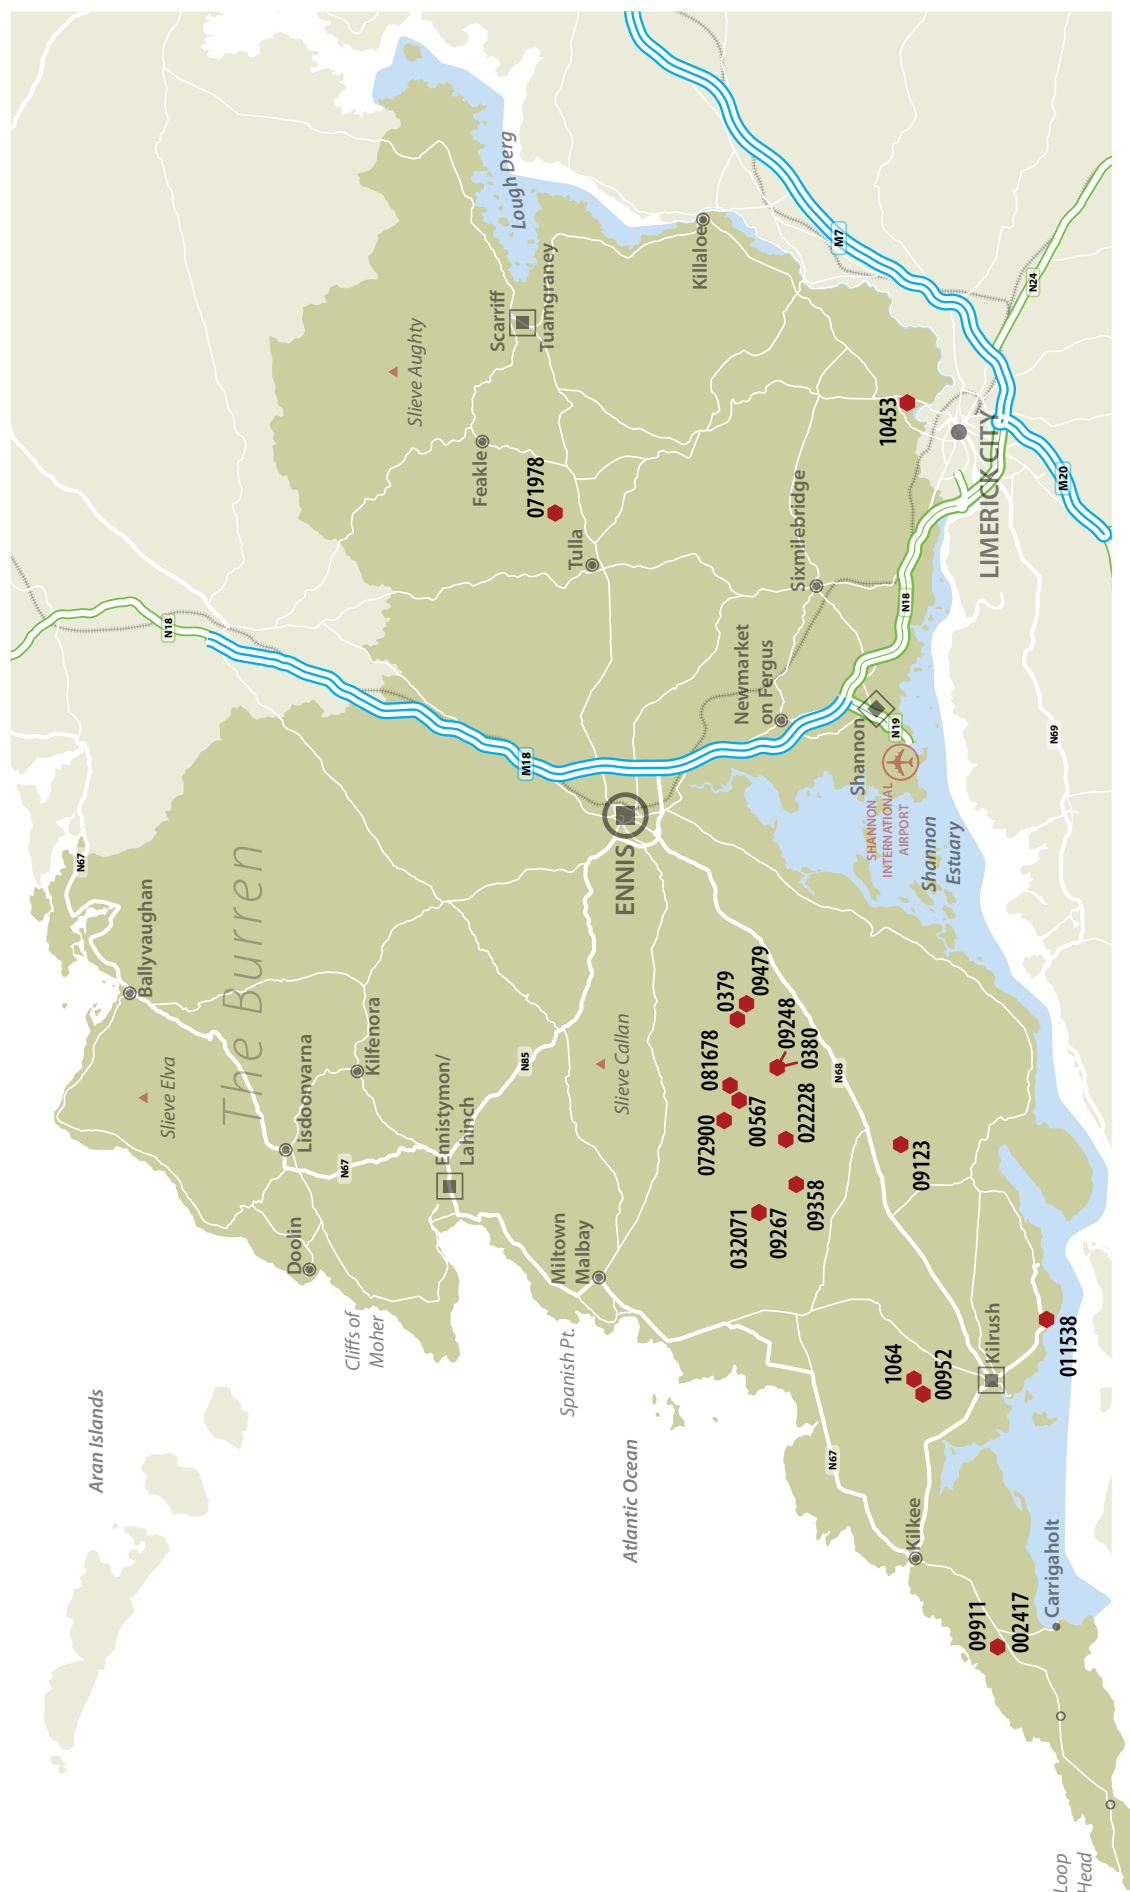 Aran Islands
Cliffs of
Moher
Doolin
Lisdoonvarna
Slieve Elva
Ballyvaughan
The Burren
Kilfenora
Ennistymon/
Lahinch
N67
N67
N85
N18
M18
Spanish Pt.
Miltown
Malbay
Slieve Callan
ENNIS
Atlantic Ocean
Feakle
Slieve Aughty
Scarriff
Tuamgraney
Lough Derg
Killaloe
Tulla
071978
Newmarket
on Fergus
Sixmilebridge
10453
M7
N24
LIMERICK CITY
M20
N18
N19
Shannon
SHANNON
INTERNATIONAL
AIRPORT
Shannon
Estuary
N69
0379
09479
081678
00567
072900
09248
0380
022228
09358
032071
09267
N68
09123
1064
00952
Kilrush
011538
N67
Kilkee
Carrigaholt
09911
002417
Loop
Head